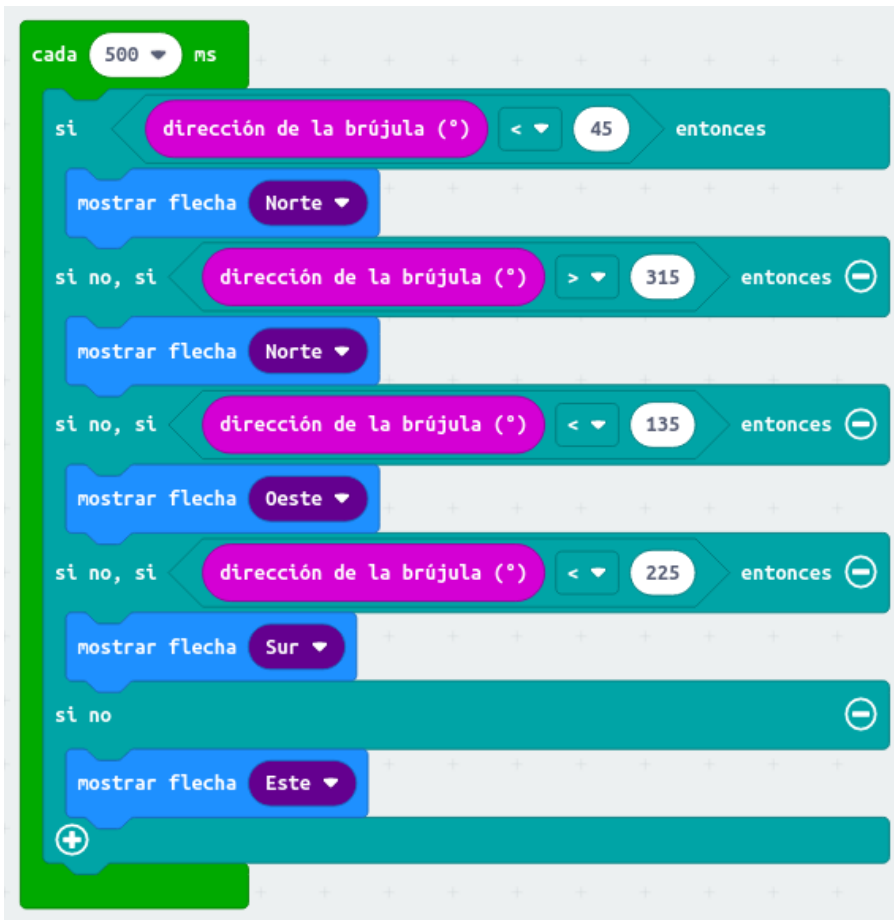 cada 500 ms
si dirección de la brújula (°) < 45 entonces
mostrar flecha Norte
si no, si dirección de la brújula (°) > 315 entonces
mostrar flecha Norte
si no, si dirección de la brújula (°) < 135 entonces
mostrar flecha Oeste
si no, si dirección de la brújula (°) < 225 entonces
mostrar flecha Sur
si no
mostrar flecha Este